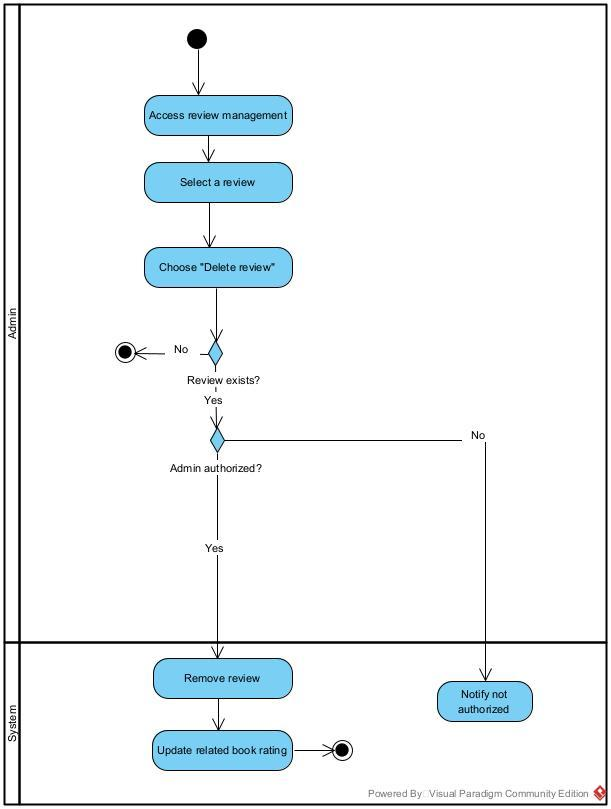 Admin
Access review management
Select a review
Choose "Delete review"
No
Review exists?
Yes
No
Admin authorized?
Yes
System
Remove review
Notify not
authorized
Update related book rating
Powered By Visual Paradigm Community Edition